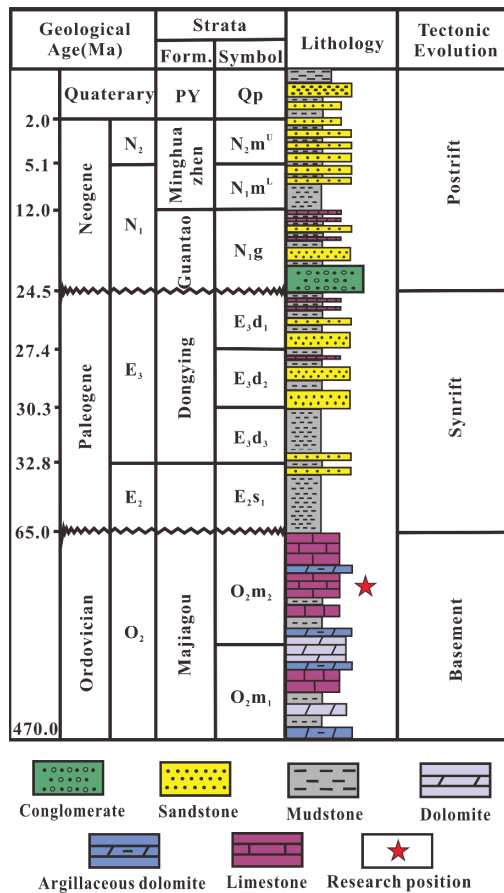 Geological Age(Ma)
Strata
Lithology
Tectonic Evolution
Form.
Symbol
Quaterary
PY
Qp
2.0
Neogene
N2
Minghua zhen
N2mU
5.1
N1
N1mL
12.0
Guantao
N1g
Postrift
24.5
Paleogene
E3
Dongying
E3d1
27.4
E3d2
30.3
E3d3
Synrift
32.8
E2
E2s1
65.0
Ordovician
O2
Majiagou
O2m2
O2m1
Basement
470.0
Conglomerate
Sandstone
Mudstone
Dolomite
Argillaceous dolomite
Limestone
Research position